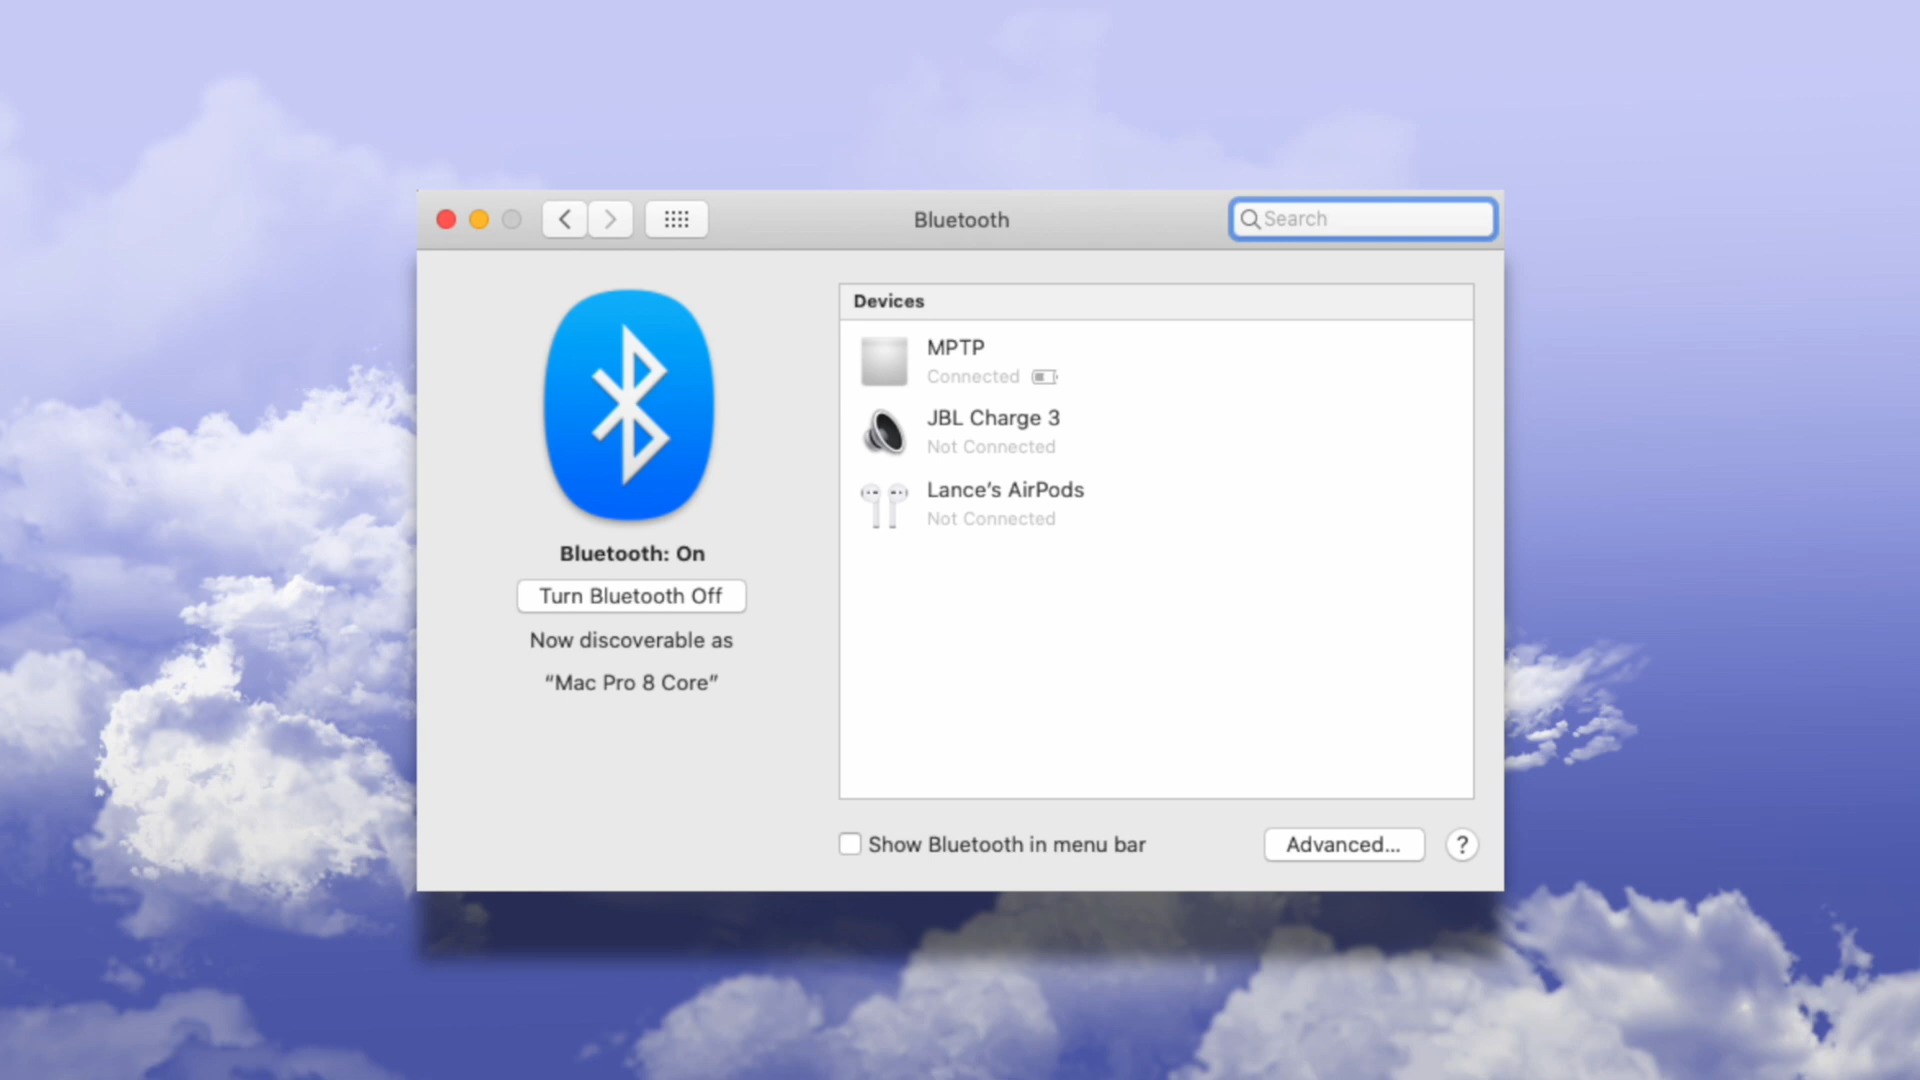 Bluetooth
Search
Bluetooth: On
Turn Bluetooth Off
Now discoverable as
“Mac Pro 8 Core”
Devices
MPTP
Connected
JBL Charge 3
Not Connected
Lance’s AirPods
Not Connected
Show Bluetooth in menu bar
Advanced...
?